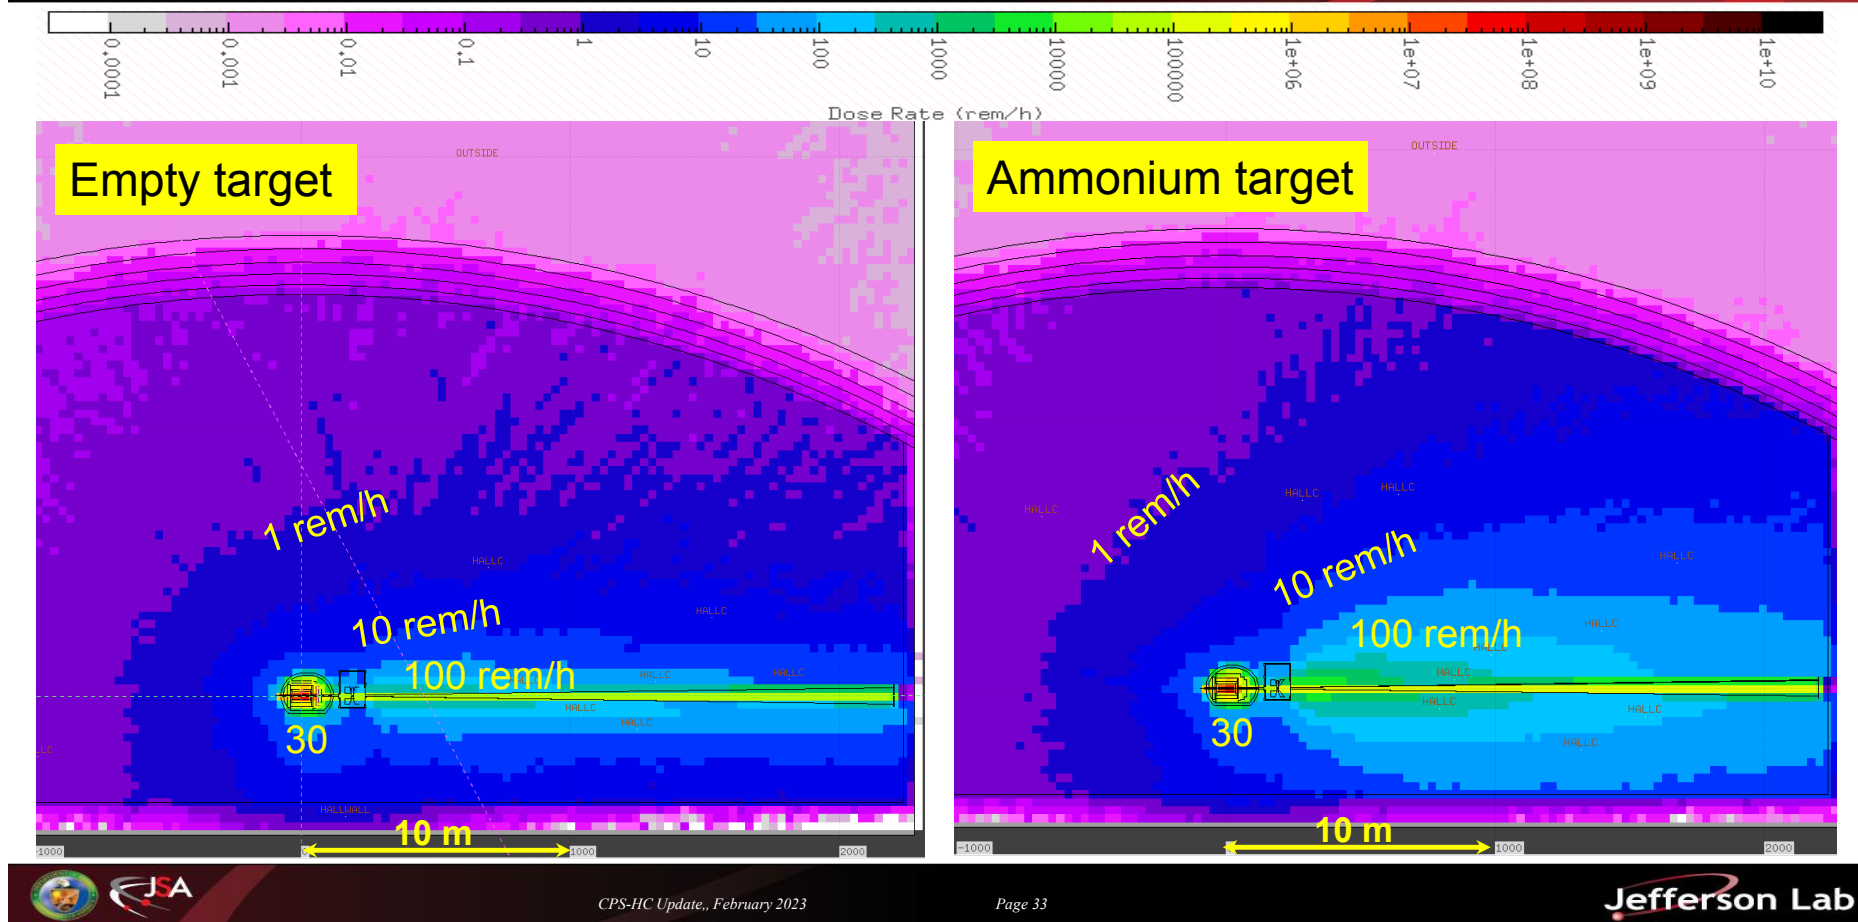 0.0001
0.001
0.01
0.1
1
10
100
1000
10000
100000
1e+06
1e+07
1e+08
1e+09
1e+10
Dose Rate (rem/h)
OUTSIDE
Empty target
1 rem/h
HALLC
10 rem/h
HALLC
100 rem/h
HALLC
HALLC
HALLC
HALLC
30
HALLWALL
10 m
1000
1000
2000
OUTSIDE
Ammonium target
HALLC
HALLC
HALLC
1 rem/h
10 rem/h
HALLC
HALLC
100 rem/h
HALLC
HALLC
HALLC
HALLC
30
HALLC
10 m
-1000
1000
2000
JSA
CPS-HC Update,, February 2023
Page 33
Jefferson Lab